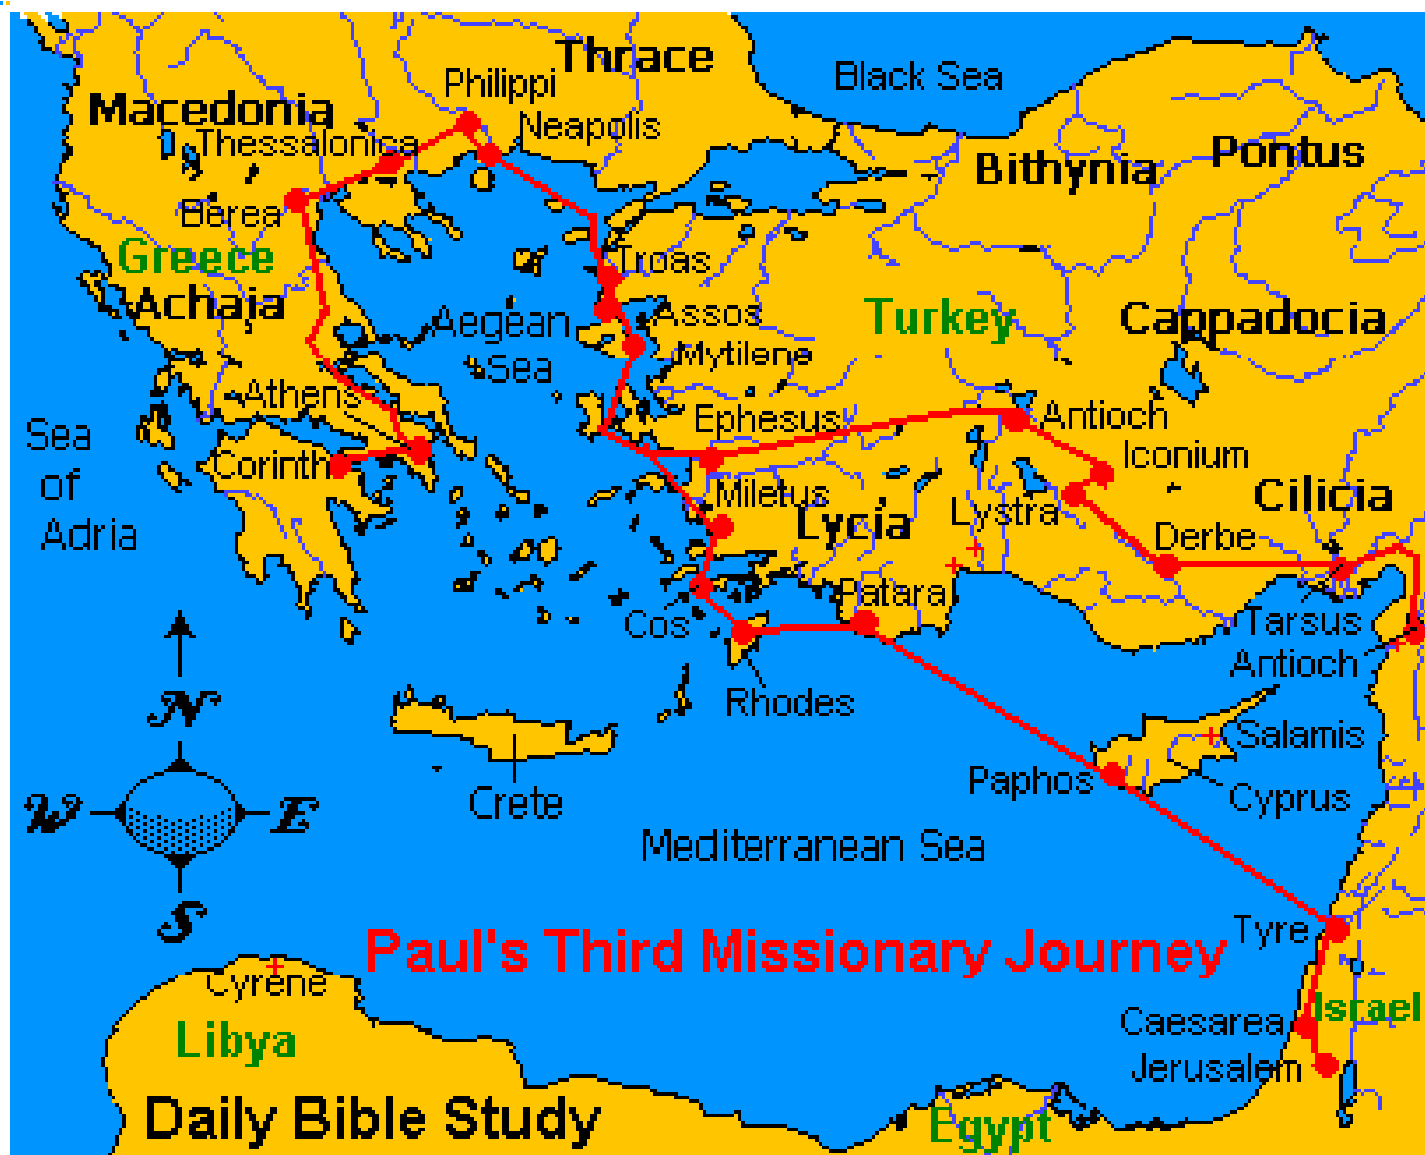 Thrace
Black Sea
Philippi
Macedonia
Neapolis
Thessalonica
Bithynia
Pontus
Berea
Greece
Troas
Achaia
Aegean
Sea
Assos
Turkey
Cappadocia
Mytilene
Athens
Ephesus
Antioch
Sea
of
Adria
Corinth
Iconium
Miletus
Lycia
Lystra
Cilicia
Derbe
Patara
Cos
Tarsus
Antioch
Rhodes
N
Salamis
Paphos
Cyprus
Crete
W
E
Mediterranean Sea
S
Tyre
Paul's Third Missionary Journey
Cyrene
Israel
Libya
Caesarea
Jerusalem
Daily Bible Study
Egypt